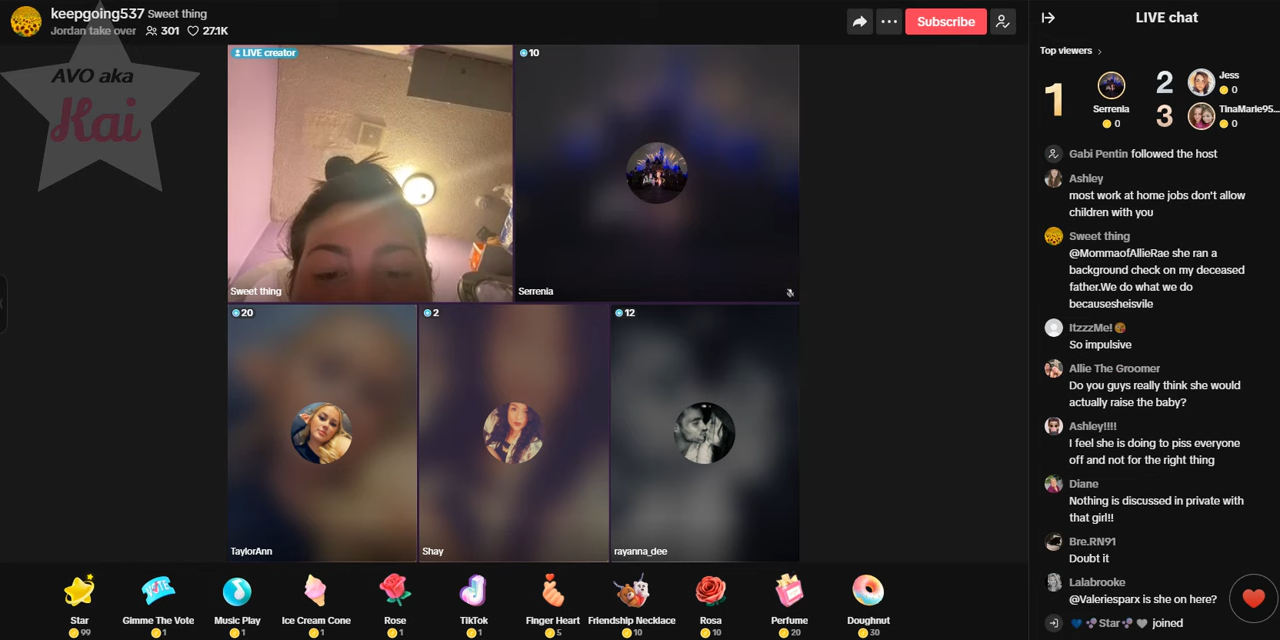 keepgoing537 Sweet thing
Jordan take over 301 27.1K
Subscribe
AVO aka
Kai
LIVE creator
Sweet thing
10
Serrenia
20
TaylorAnn
2
Shay
12
rayanna_dee
Star
99
Gimme The Vote
1
Music Play
1
Ice Cream Cone
1
Rose
1
TikTok
1
Finger Heart
5
Friendship Necklace
10
Rosa
10
Perfume
20
Doughnut
30
LIVE chat
Top viewers
1
Serrenia
0
2
Jess
0
3
TinaMarie95...
0
Gabi Pentin followed the host
Ashley
most work at home jobs don't allow
children with you
Sweet thing
@MommaofAllieRae she ran a
background check on my deceased
father.We do what we do
becausesheisvile
ItzzzMe!
So impulsive
Allie The Groomer
Do you guys really think she would
actually raise the baby?
Ashley!!!!
I feel she is doing to piss everyone
off and not for the right thing
Diane
Nothing is discussed in private with
that girl!!
Bre.RN91
Doubt it
Lalabrooke
@Valeriesparx is she on here?
Star joined